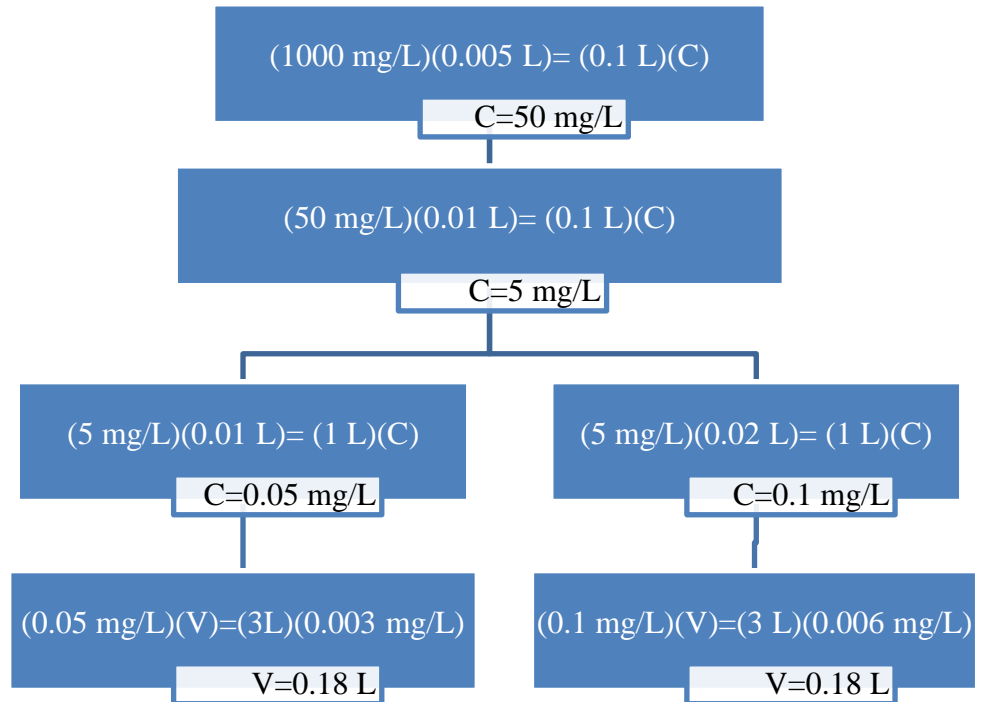 (1000 mg/L)(0.005 L)= (0.1 L)(C)
C=50 mg/L
(50 mg/L)(0.01 L)= (0.1 L)(C)
C=5 mg/L
(5 mg/L)(0.01 L)= (1 L)(C)
C=0.05 mg/L
(5 mg/L)(0.02 L)= (1 L)(C)
C=0.1 mg/L
(0.05 mg/L)(V)=(3L)(0.003 mg/L)
V=0.18 L
(0.1 mg/L)(V)=(3 L)(0.006 mg/L)
V=0.18 L